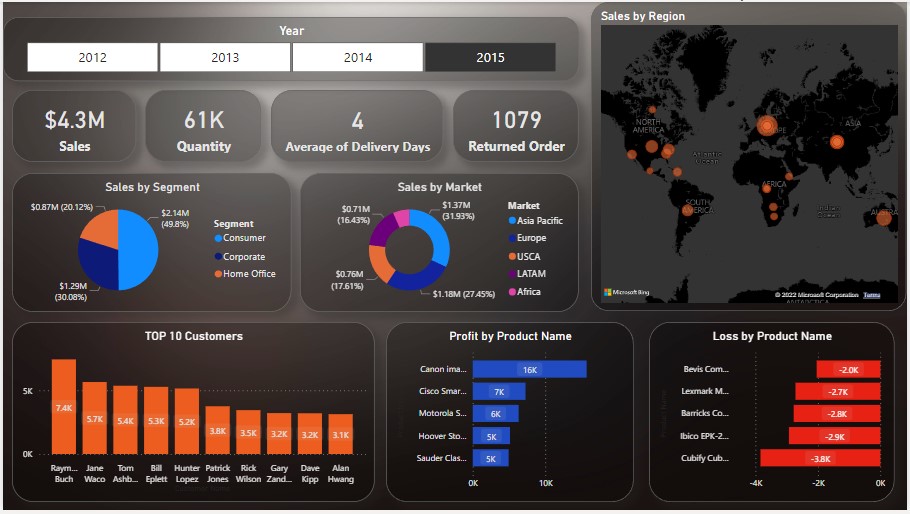 Year
2012 2013 2014 2015
$4.3M
Sales
61K
Quantity
4
Average of Delivery Days
1079
Returned Order
Sales by Region
NORTH
AMERICA
Atlantic
Ocean
ASIA
AFRICA
SOUTH
AMERICA
Indian
Ocean
Microsoft Bing
© 2022 Microsoft Corporation Terms
Sales by Segment
$0.87M (20.12%)
$2.14M
(49.8%)
$1.29M
(30.08%)
Segment
Consumer
Corporate
Home Office
Sales by Market
$0.71M
(16.43%)
$1.37M
(31.93%)
$0.76M
(17.61%)
$1.18M (27.45%)
Market
Asia Pacific
Europe
USCA
LATAM
Africa
TOP 10 Customers
5K
0K
7.4K 5.7K 5.4K 5.3K 5.2K 3.8K 3.5K 3.2K 3.2K 3.1K
Raym... Jane Tom Bill Hunter Patrick Rick Gary Dave Alan
Buch Waco Ashb... Eplett Lopez Jones Wilson Zand... Kipp Hwang
Profit by Product Name
Canon ima... 16K
Cisco Smar... 7K
Motorola S... 6K
Hoover Sto... 5K
Sauder Clas... 5K
0K 10K
Loss by Product Name
Bevis Com... -2.0K
Lexmark M... -2.7K
Barricks Co... -2.8K
Ibico EPK-2... -2.9K
Cubify Cub... -3.8K
-4K -2K 0K